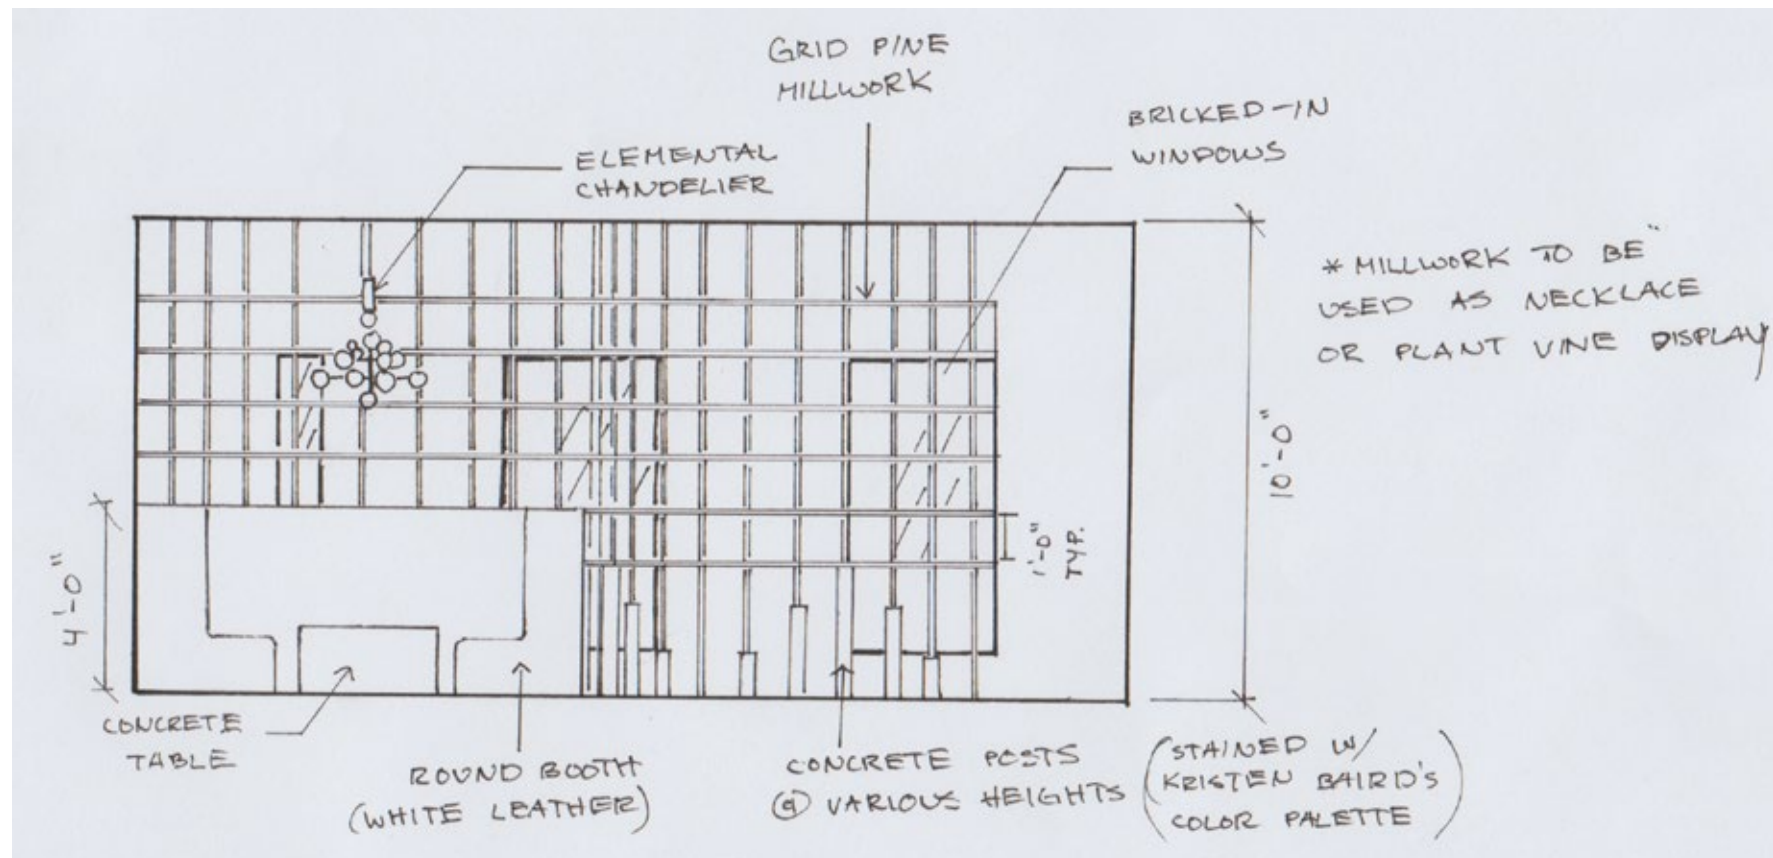 GRID PINE
MILLWORK
BRICKED-IN
WINDOWS
ELEMENTAL
CHANDELIER
* MILLWORK TO BE
USED AS NECKLACE
OR PLANT VINE DISPLAY
10'-0"
4'-0"
1'-0"
TYP.
CONCRETE
TABLE
ROUND BOOTH
(WHITE LEATHER)
CONCRETE POSTS
@ VARIOUS HEIGHTS
(STAINED W/
KRISTEN BAIRD'S
COLOR PALETTE)